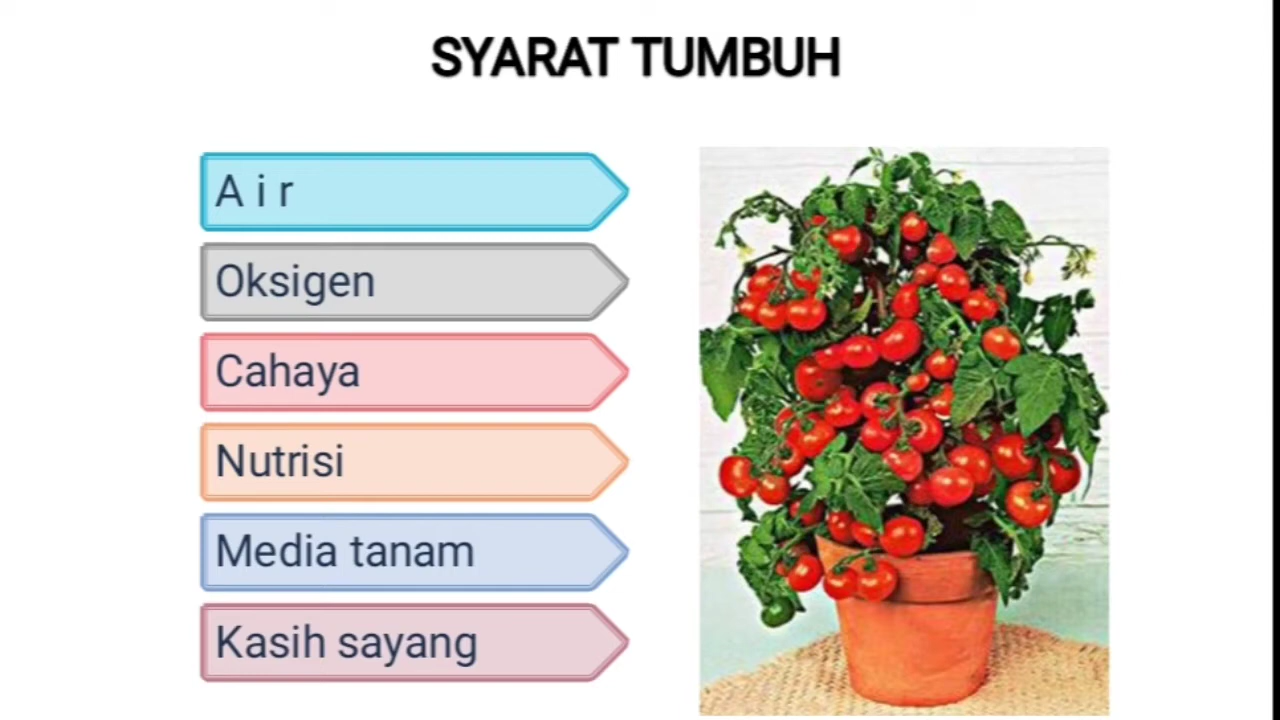 SYARAT TUMBUH
A i r
Oksigen
Cahaya
Nutrisi
Media tanam
Kasih sayang